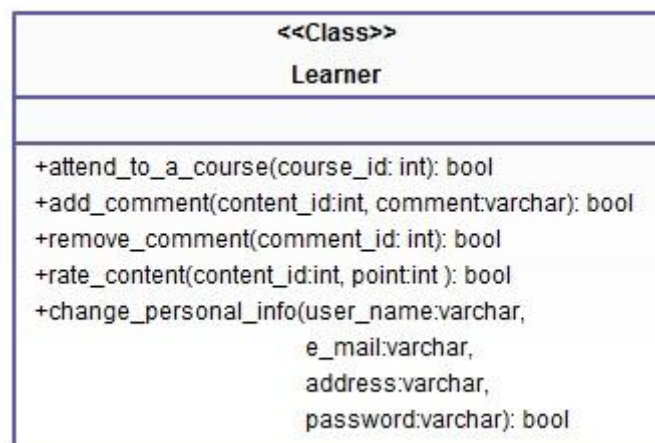 <<Class>>
Learner
+attend_to_a_course(course_id: int): bool
+add_comment(content_id:int, comment:varchar): bool
+remove_comment(comment_id: int): bool
+rate_content(content_id:int, point:int ): bool
+change_personal_info(user_name:varchar,
e_mail:varchar,
address:varchar,
password:varchar): bool